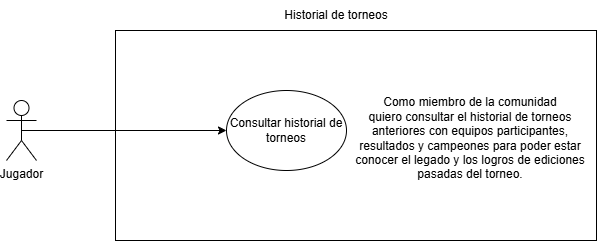 Historial de torneos
Como miembro de la comunidad
quiero consultar el historial de torneos
anteriores con equipos participantes,
resultados y campeones para poder estar
conocer el legado y los logros de ediciones
pasadas del torneo.
Consultar historial de
torneos
Jugador